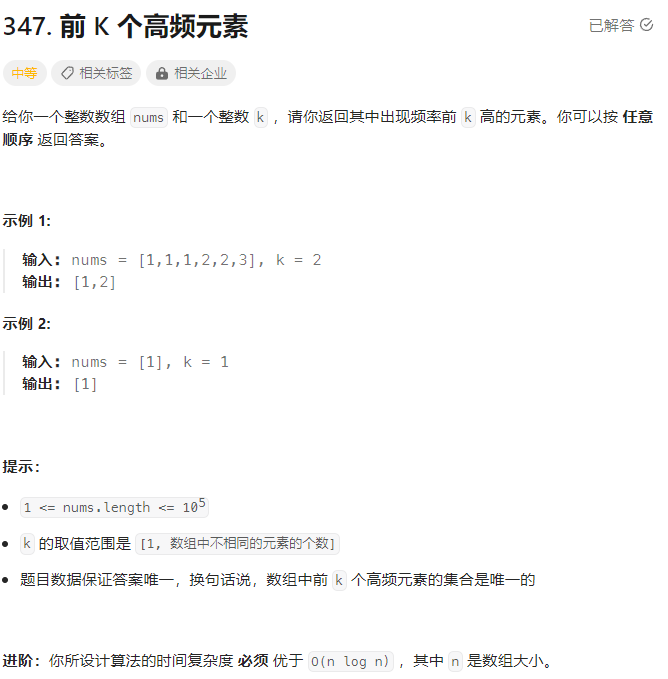 347. 前 K 个高频元素
已解答
中等
相关标签
相关企业
给你一个整数数组 nums 和一个整数 k ，请你返回其中出现频率前 k 高的元素。你可以按 任意
顺序 返回答案。
示例 1:
输入: nums = [1,1,1,2,2,3], k = 2
输出: [1,2]
示例 2:
输入: nums = [1], k = 1
输出: [1]
提示：
1 <= nums.length <= 10^5
k 的取值范围是 [1, 数组中不相同的元素的个数]
题目数据保证答案唯一，换句话说，数组中前 k 个高频元素的集合是唯一的
进阶：你所设计算法的时间复杂度 必须 优于 O(n log n) ，其中 n 是数组大小。